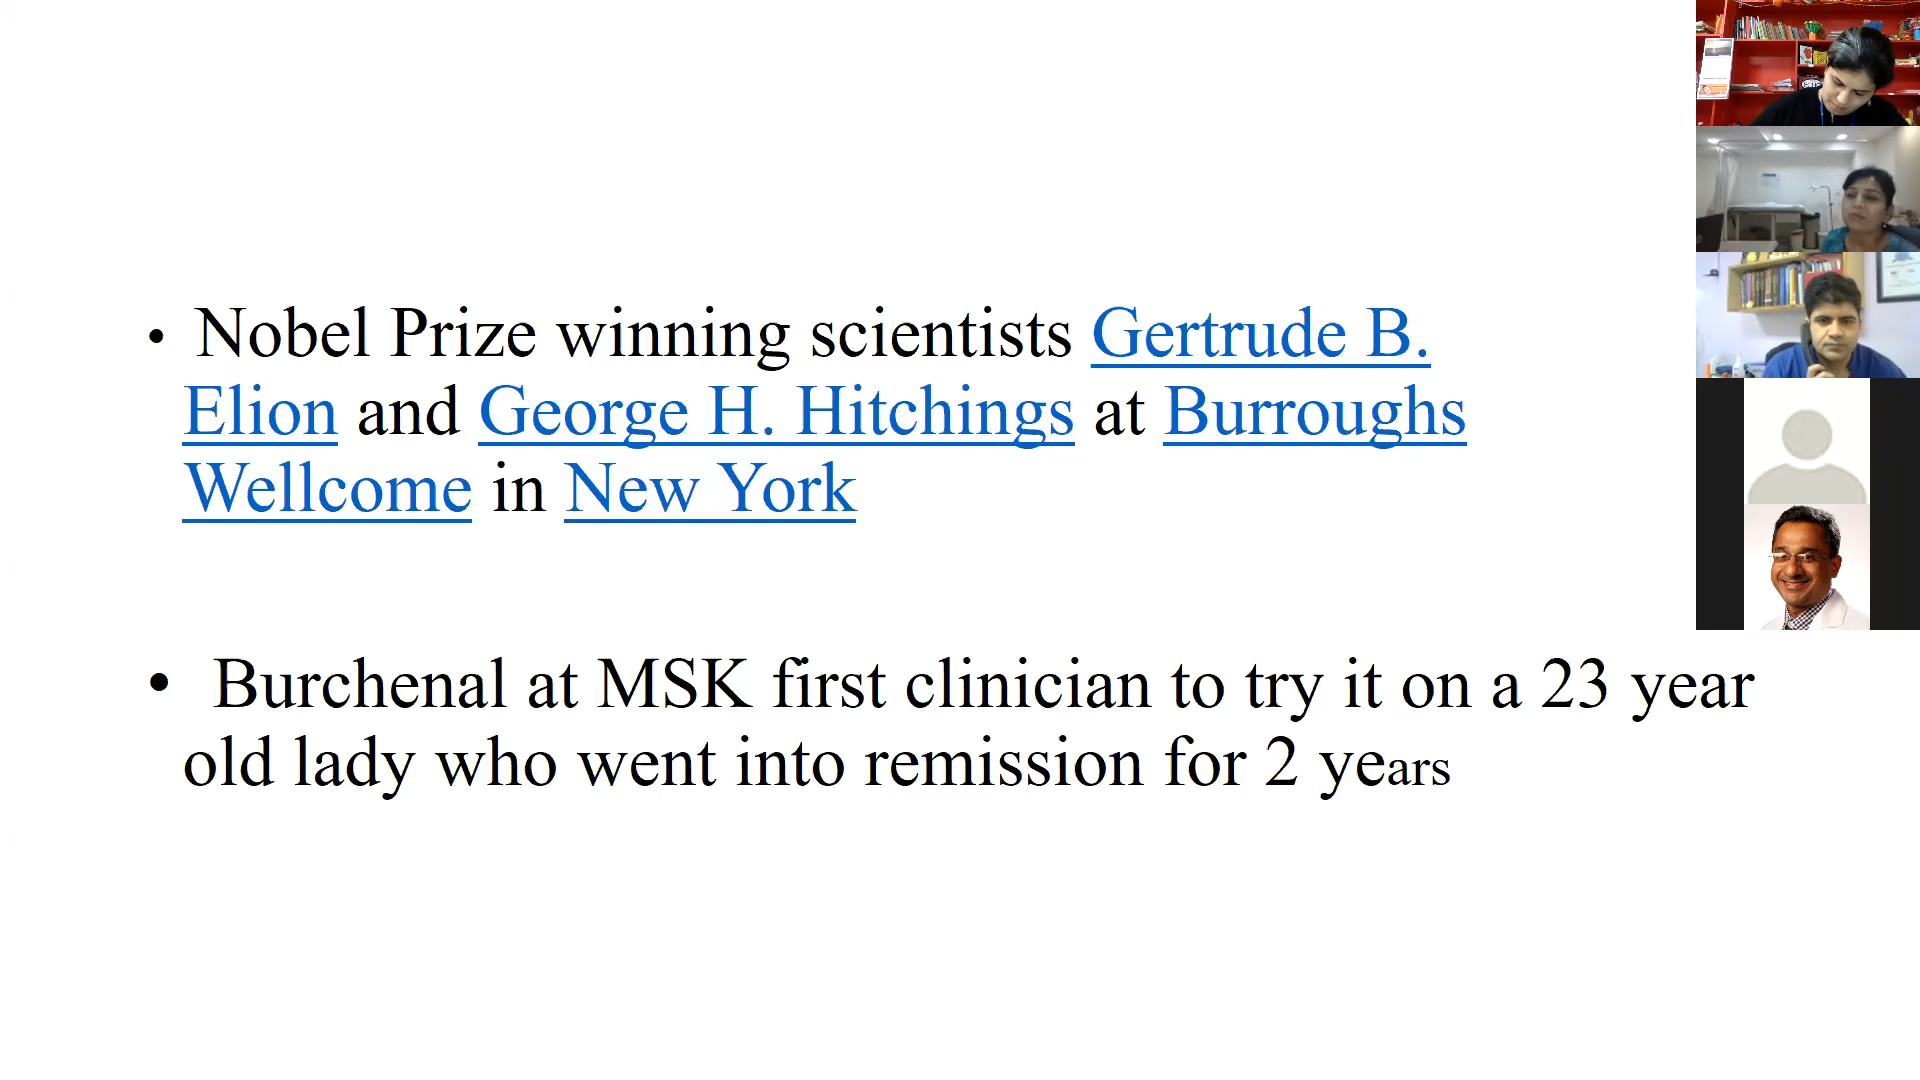 • Nobel Prize winning scientists Gertrude B.
Elion and George H. Hitchings at Burroughs
Wellcome in New York
• Burchenal at MSK first clinician to try it on a 23 year
old lady who went into remission for 2 years